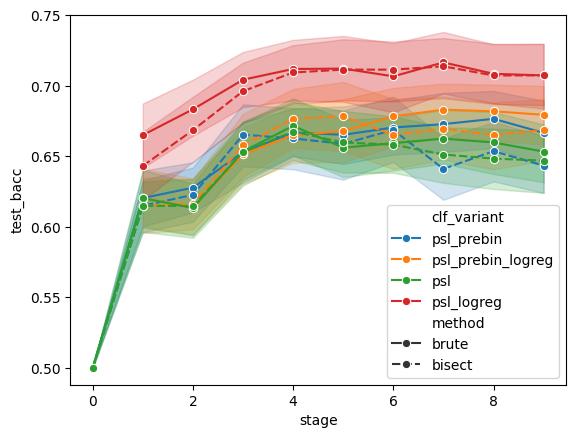 0.75
0.70
0.65
0.60
0.55
0.50
test_bacc
clf_variant
psl_prebin
psl_prebin_logreg
psl
psl_logreg
method
brute
bisect
0 2 4 6 8
stage